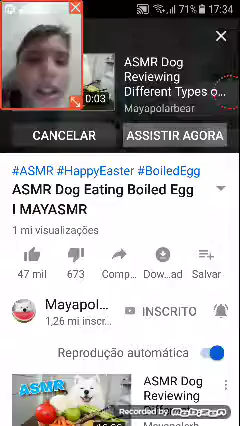 71% 17:34
0:03
ASMR Dog
Reviewing
Different Types o...
Mayapolarbear
CANCELAR
ASSISTIR AGORA
#ASMR #HappyEaster #BoiledEgg
ASMR Dog Eating Boiled Egg
I MAYASMR
1 mi visualizações
47 mil
673
Comp...
Dow...ad
Salvar
Mayapol...
1,26 mi inscr...
INSCRITO
Reprodução automática
ASMR
ASMR Dog
Reviewing
Recorded by